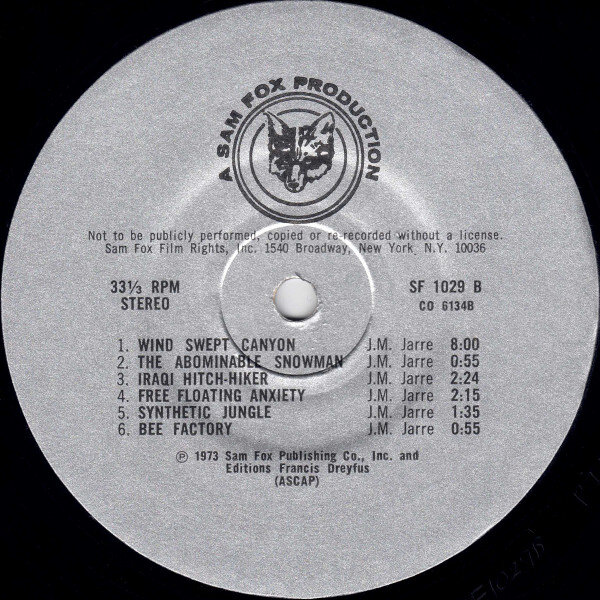 A SAM FOX PRODUCTION
Not to be publicly performed, copied or re-recorded without a license.
Sam Fox Film Rights, Inc. 1540 Broadway, New York, N.Y. 10036
33⅓ RPM SF 1029 B
STEREO CO 6134B
1. WIND SWEPT CANYON J.M. Jarre 8:00
2. THE ABOMINABLE SNOWMAN J.M. Jarre 0:55
3. IRAQI HITCH-HIKER J.M. Jarre 2:24
4. FREE FLOATING ANXIETY J.M. Jarre 2:15
5. SYNTHETIC JUNGLE J.M. Jarre 1:35
6. BEE FACTORY J.M. Jarre 0:55
℗ 1973 Sam Fox Publishing Co., Inc. and
Editions Francis Dreyfus
(ASCAP)